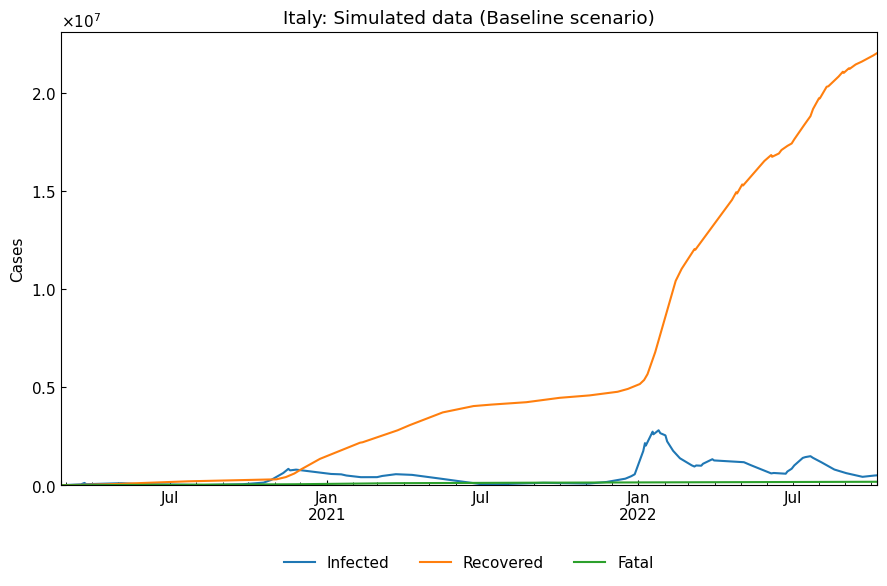 Italy: Simulated data (Baseline scenario)
×10⁷
2.0
1.5
1.0
0.5
0.0
Cases
Jul
Jan
2021
Jul
Jan
2022
Jul
Infected
Recovered
Fatal